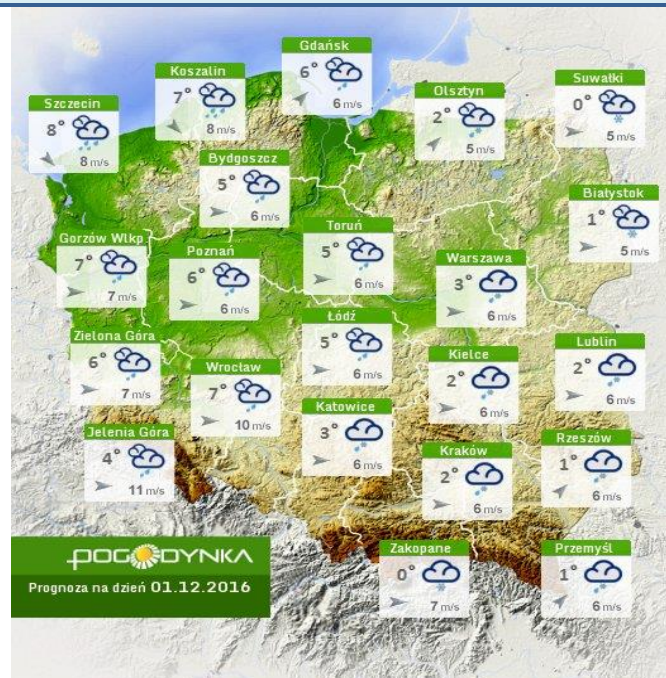 Gdańsk
6°
6 m/s
Koszalin
7°
8 m/s
Suwałki
0°
5 m/s
Olsztyn
2°
5 m/s
Szczecin
8°
8 m/s
Bydgoszcz
5°
6 m/s
Białystok
1°
5 m/s
Toruń
5°
6 m/s
Gorzów Wlkp
7°
7 m/s
Poznań
6°
6 m/s
Warszawa
3°
6 m/s
Łódź
5°
6 m/s
Zielona Góra
6°
7 m/s
Lublin
2°
6 m/s
Kielce
2°
6 m/s
Wrocław
7°
10 m/s
Katowice
3°
6 m/s
Jelenia Góra
4°
11 m/s
Rzeszów
1°
6 m/s
Kraków
2°
6 m/s
Zakopane
0°
7 m/s
Przemyśl
1°
6 m/s
POGODYNKA
Prognoza na dzień 01.12.2016